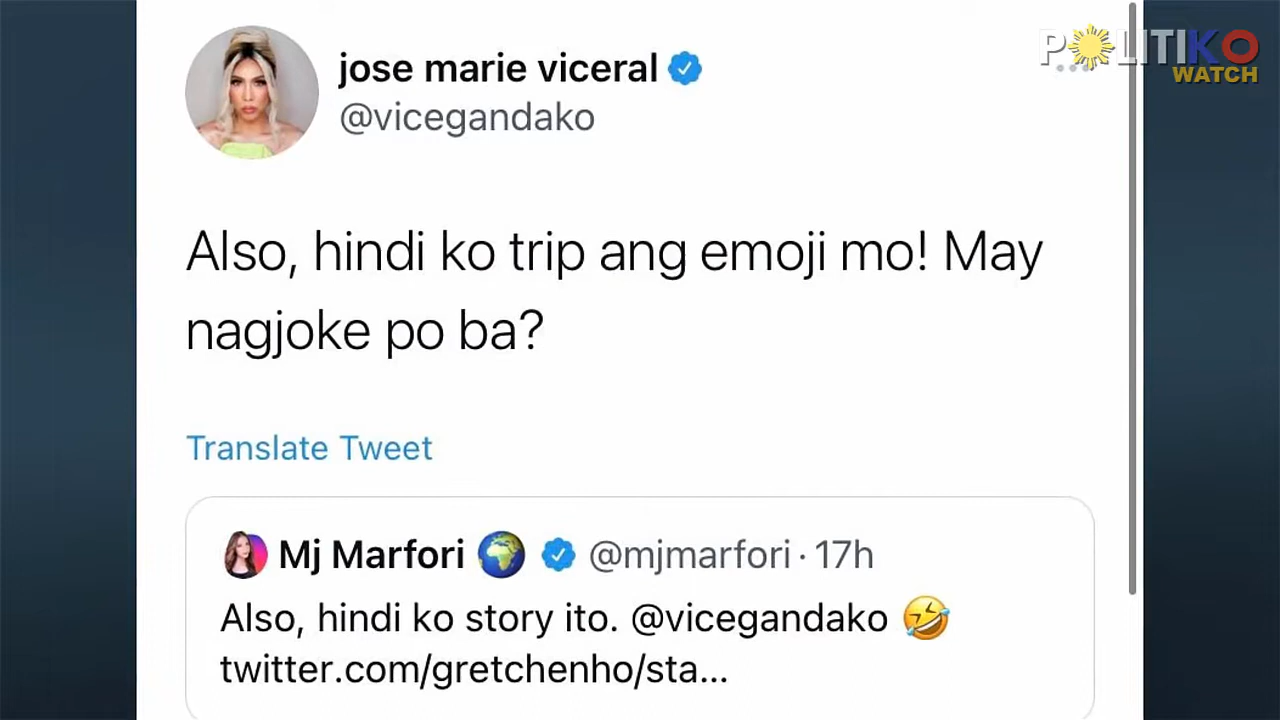 POLITIKO
WATCH
jose marie viceral
@vicegandako
Also, hindi ko trip ang emoji mo! May
nagjoke po ba?
Translate Tweet
Mj Marfori 🌍 @mjmarfori · 17h
Also, hindi ko story ito. @vicegandako 🤣
twitter.com/gretchenho/sta...